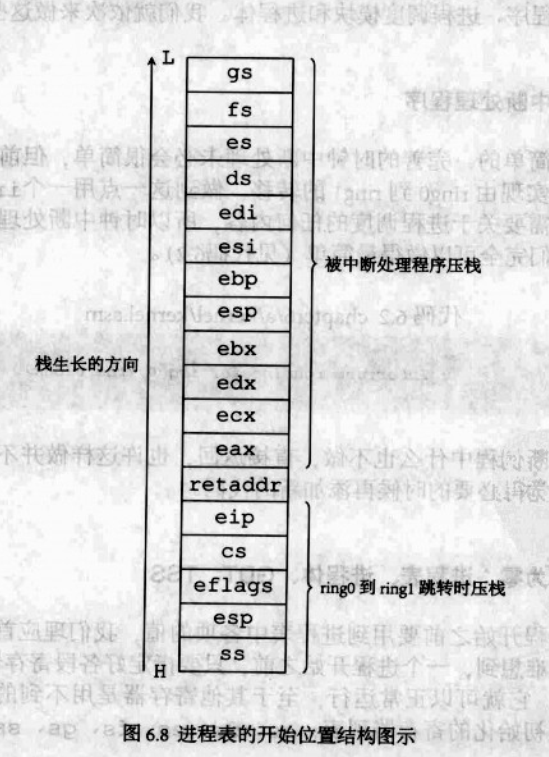 L
gs
fs
es
ds
edi
esi
ebp
esp
ebx
edx
ecx
eax
retaddr
eip
cs
eflags
esp
ss
H
栈生长的方向
被中断处理程序压栈
ring0 到 ring1 跳转时压栈
图 6.8 进程表的开始位置结构图示